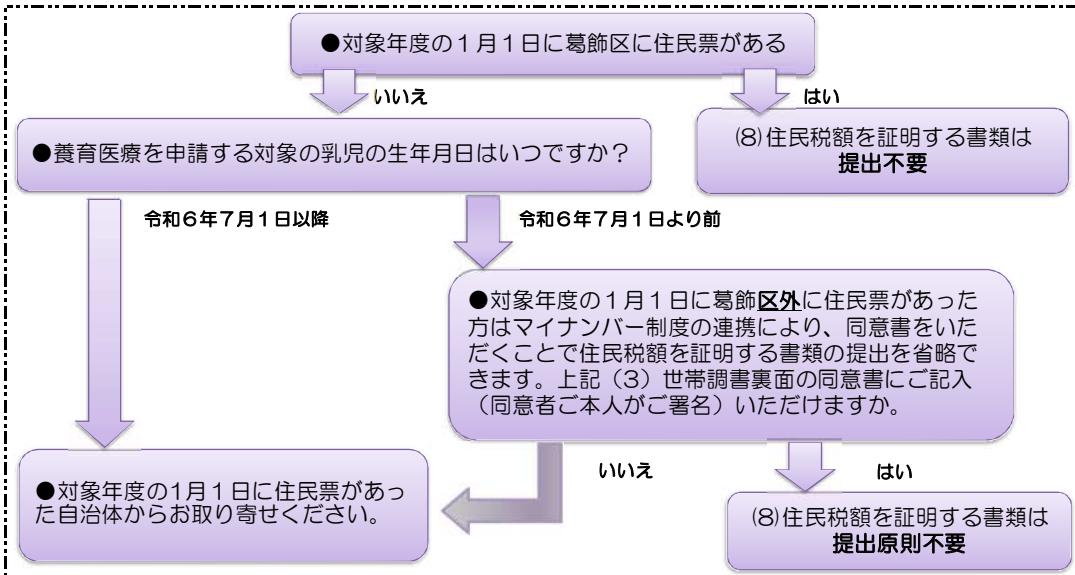 ●対象年度の１月１日に葛飾区に住民票がある
いいえ
はい
●養育医療を申請する対象の乳児の生年月日はいつですか？
(8)住民税額を証明する書類は
提出不要
令和６年７月１日以降
令和６年７月１日より前
●対象年度の１月１日に葛飾区外に住民票があった
方はマイナンバー制度の連携により、同意書をいた
だくことで住民税額を証明する書類の提出を省略で
きます。上記（3）世帯調書裏面の同意書にご記入
（同意者ご本人がご署名）いただけますか。
いいえ
はい
●対象年度の1月１日に住民票があっ
た自治体からお取り寄せください。
(8)住民税額を証明する書類は
提出原則不要